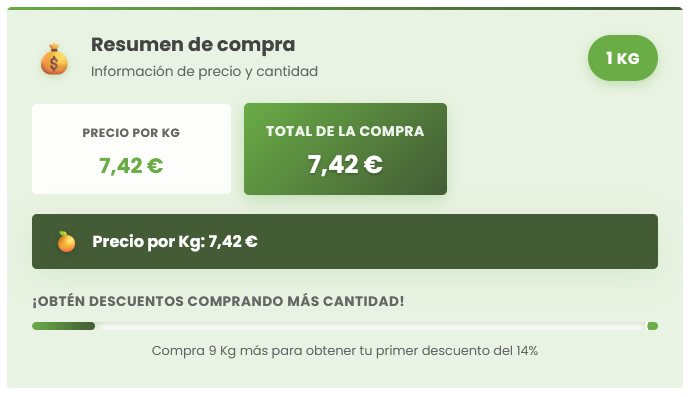 Resumen de compra
Información de precio y cantidad
1 KG
PRECIO POR KG
7,42 €
TOTAL DE LA COMPRA
7,42 €
Precio por Kg: 7,42 €
¡OBTÉN DESCUENTOS COMPRANDO MÁS CANTIDAD!
Compra 9 Kg más para obtener tu primer descuento del 14%